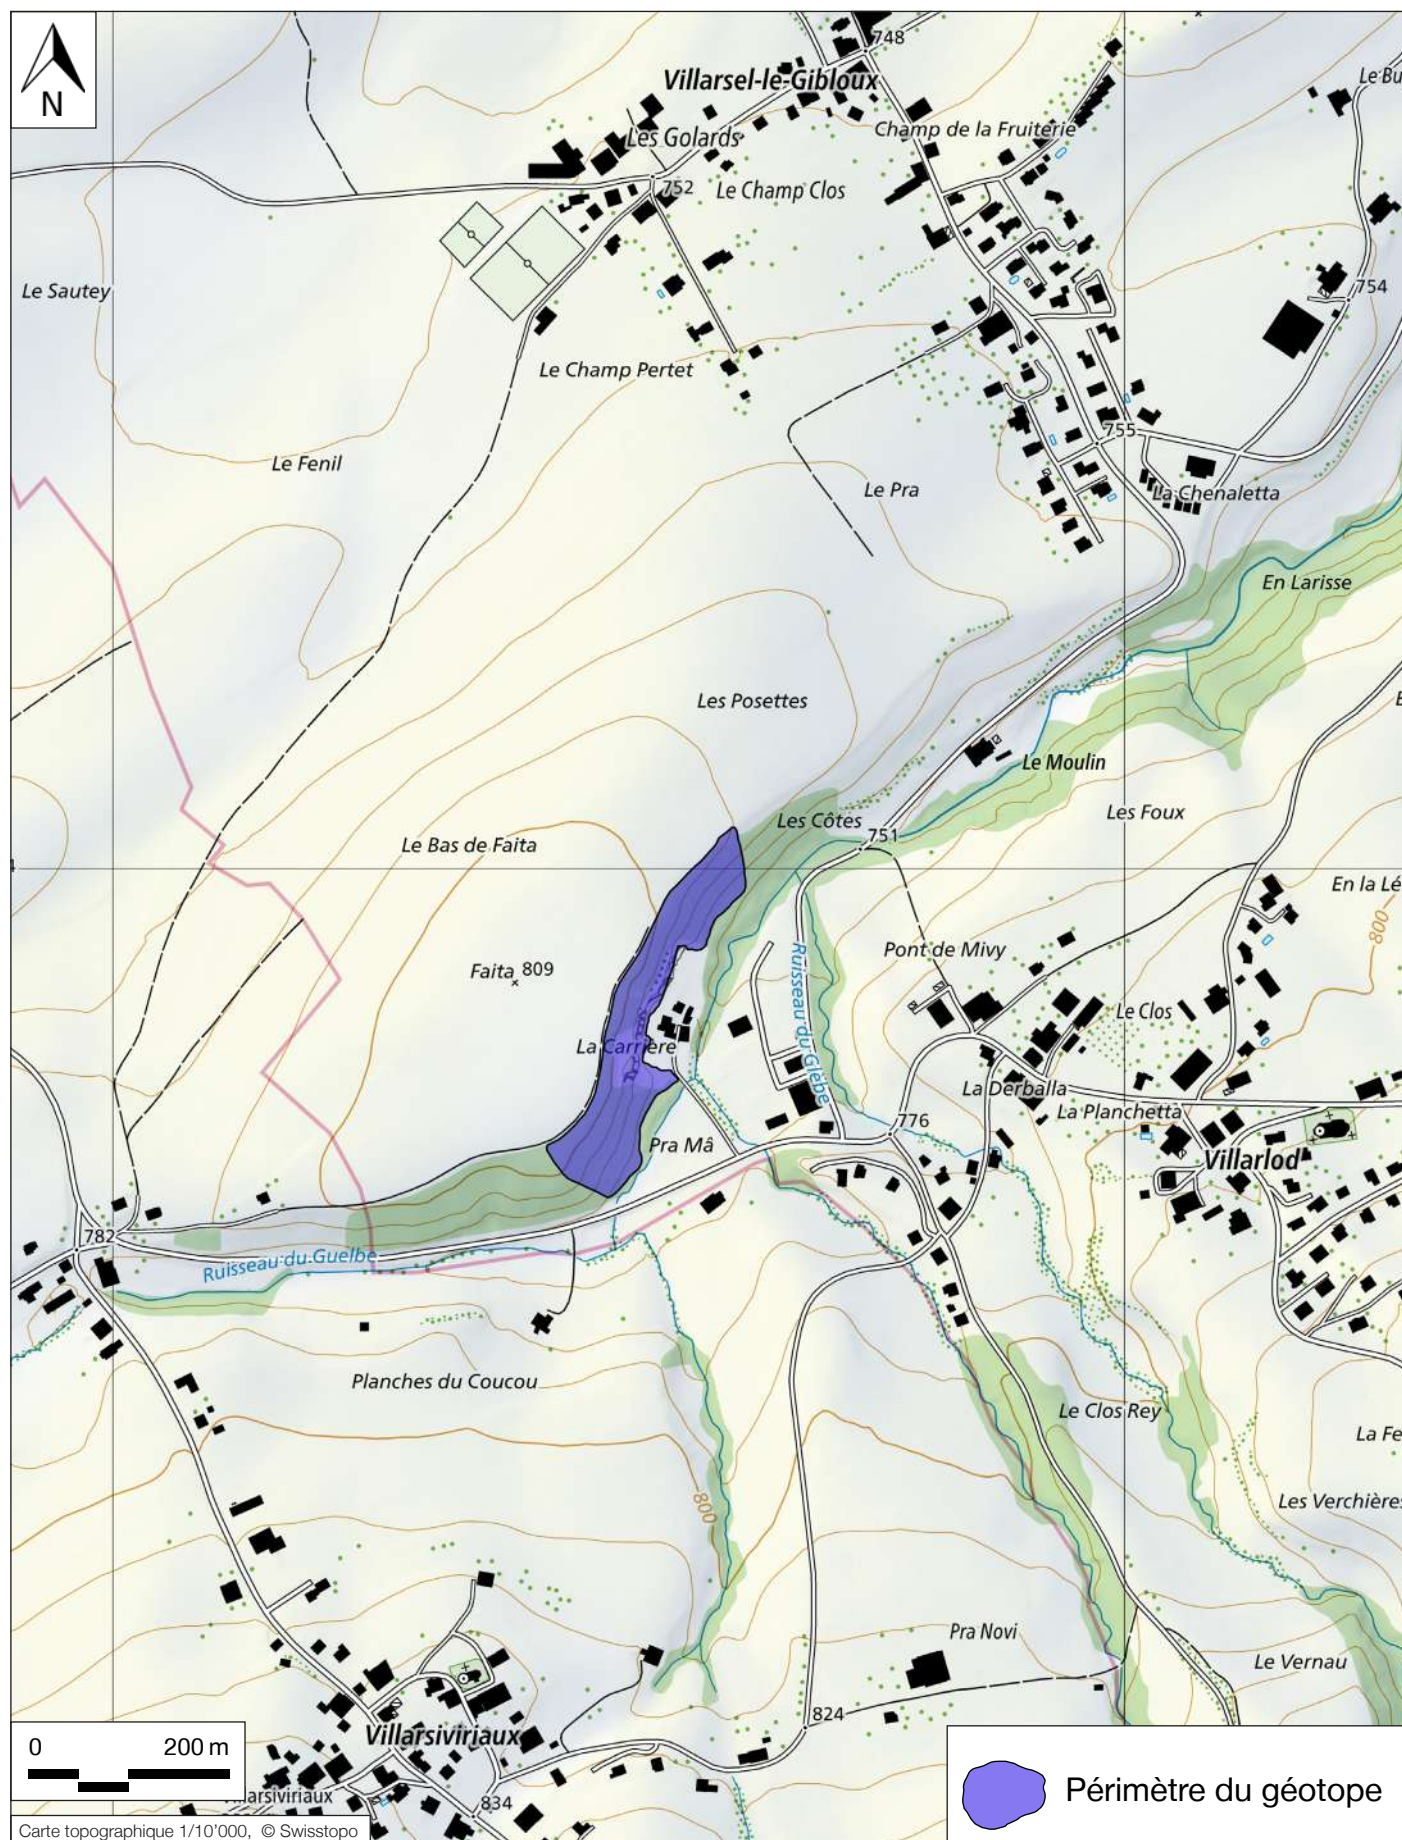 N
748
Villarsel-le-Gibloux
Le Bu
Champ de la Fruiterie
Les Golards
752
Le Champ Clos
Le Sautey
754
Le Champ Pertet
755
Le Fenil
Le Pra
La Chenaletta
En Larisse
Les Posettes
Le Moulin
Les Foux
Les Côtes
751
Le Bas de Faita
En la Lé
800
Pont de Mivy
Faita 809
Ruisseau du Glèbe
Le Clos
La Carrière
La Derballa
La Planchetta
776
Pra Mâ
Villarlod
782
Ruisseau du Guelbe
Planches du Coucou
Le Clos Rey
La Fe
800
Les Verchières
Pra Novi
Le Vernau
824
Villarsiviriaux
0 200 m
834
Périmètre du géotope
Carte topographique 1/10'000, © Swisstopo